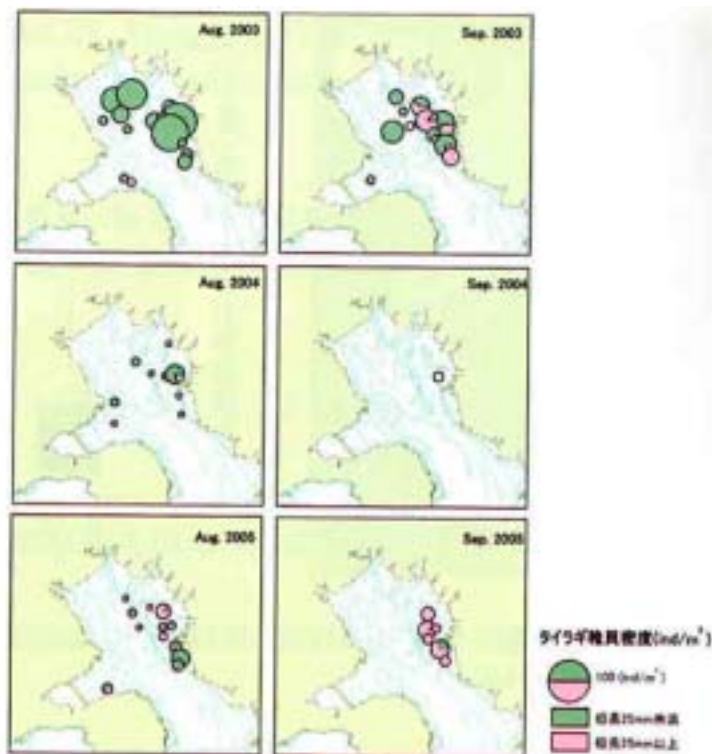 Aug. 2003
Sep. 2003
Aug. 2004
Sep. 2004
Aug. 2005
Sep. 2005
タイラギ稚貝密度(ind/m²)
100(ind/m²)
殻長25mm未満
殻長25mm以上